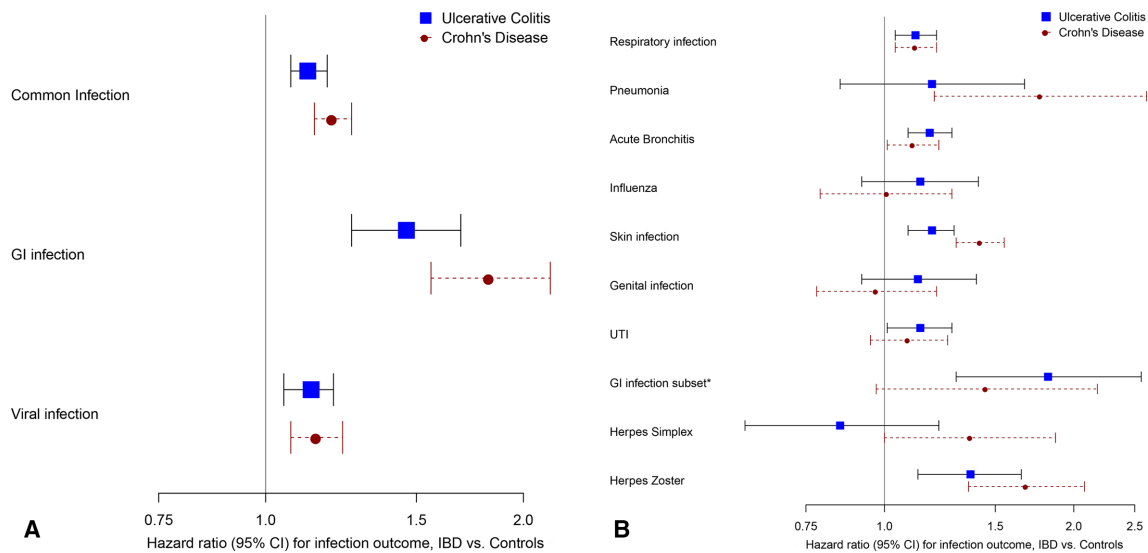 Ulcerative Colitis
Crohn's Disease
Common Infection
GI infection
Viral infection
0.75 1.0 1.5 2.0
A
Hazard ratio (95% CI) for infection outcome, IBD vs. Controls
Ulcerative Colitis
Crohn's Disease
Respiratory infection
Pneumonia
Acute Bronchitis
Influenza
Skin infection
Genital infection
UTI
GI infection subset*
Herpes Simplex
Herpes Zoster
0.75 1.0 1.5 2.0 2.5
B
Hazard ratio (95% CI) for infection outcome, IBD vs. Controls